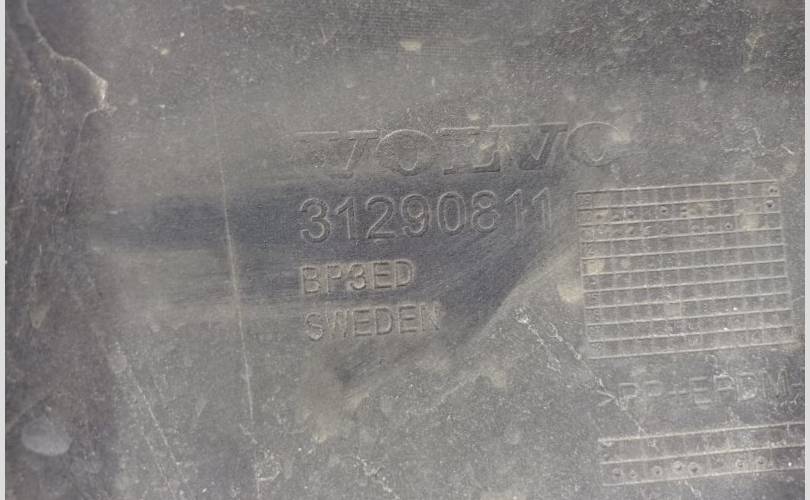 VOLVO
31290811
BP3ED
SWEDEN
>PP+EPDM-